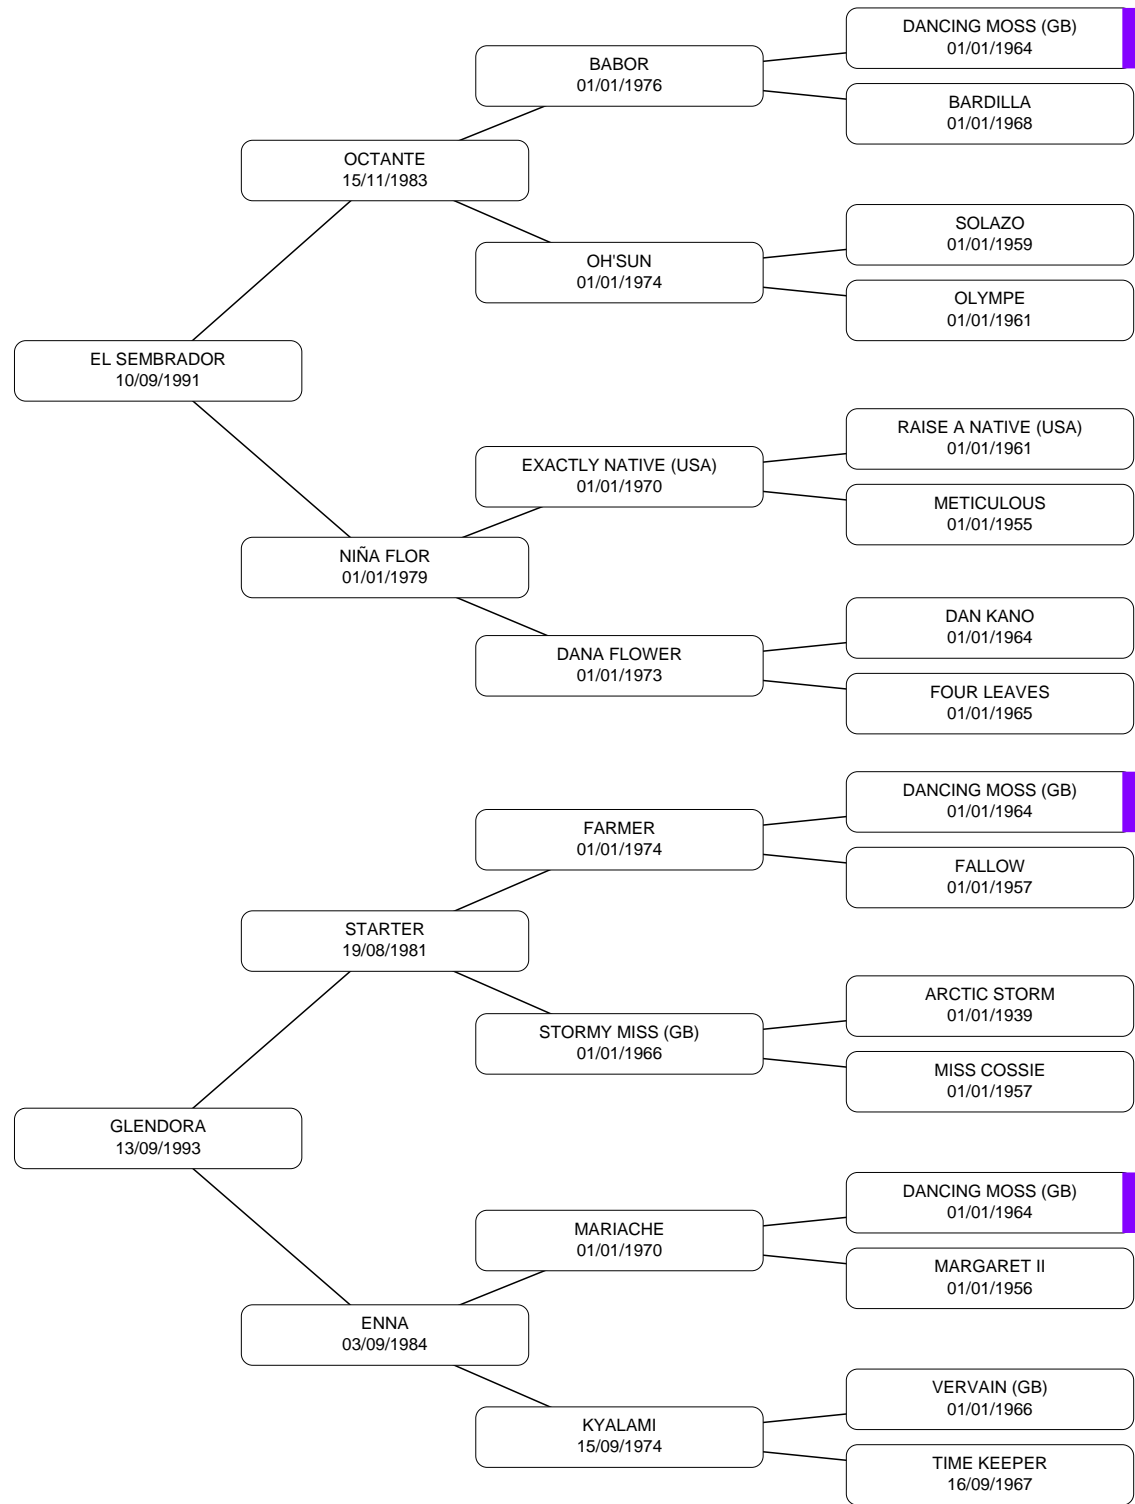 DANCING MOSS (GB)
01/01/1964
BABOR
01/01/1976
BARDILLA
01/01/1968
OCTANTE
15/11/1983
SOLAZO
01/01/1959
OH'SUN
01/01/1974
OLYMPE
01/01/1961
EL SEMBRADOR
10/09/1991
RAISE A NATIVE (USA)
01/01/1961
EXACTLY NATIVE (USA)
01/01/1970
METICULOUS
01/01/1955
NIÑA FLOR
01/01/1979
DAN KANO
01/01/1964
DANA FLOWER
01/01/1973
FOUR LEAVES
01/01/1965
DANCING MOSS (GB)
01/01/1964
FARMER
01/01/1974
FALLOW
01/01/1957
STARTER
19/08/1981
ARCTIC STORM
01/01/1939
STORMY MISS (GB)
01/01/1966
MISS COSSIE
01/01/1957
GLENDORA
13/09/1993
DANCING MOSS (GB)
01/01/1964
MARIACHE
01/01/1970
MARGARET II
01/01/1956
ENNA
03/09/1984
VERVAIN (GB)
01/01/1966
KYALAMI
15/09/1974
TIME KEEPER
16/09/1967